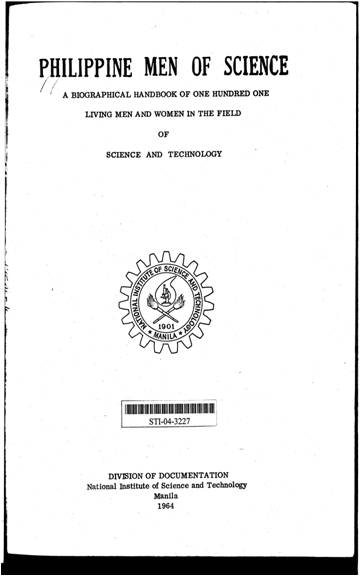 PHILIPPINE MEN OF SCIENCE
A BIOGRAPHICAL HANDBOOK OF ONE HUNDRED ONE
LIVING MEN AND WOMEN IN THE FIELD
OF
SCIENCE AND TECHNOLOGY
NATIONAL INSTITUTE OF SCIENCE AND TECHNOLOGY
1901
★ MANILA ★
STI-04-3227
DIVISION OF DOCUMENTATION
National Institute of Science and Technology
Manila
1964